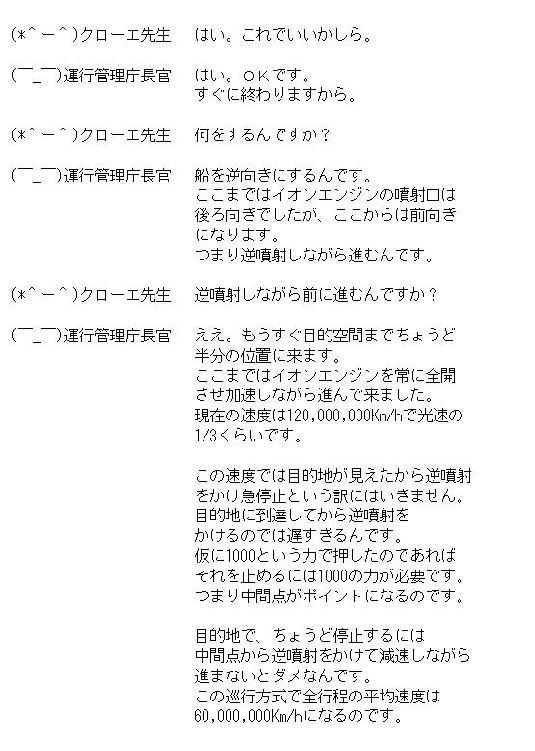 (*＾ー＾)クローエ先生　はい。これでいいかしら。
(￣_￣)運行管理庁長官　はい。ＯＫです。
すぐに終わりますから。
(*＾ー＾)クローエ先生　何をするんですか？
(￣_￣)運行管理庁長官　船を逆向きにするんです。
ここまではイオンエンジンの噴射口は
後ろ向きでしたが、ここからは前向き
になります。
つまり逆噴射しながら進むんです。
(*＾ー＾)クローエ先生　逆噴射しながら前に進むんですか？
(￣_￣)運行管理庁長官　ええ。もうすぐ目的空間までちょうど
半分の位置に来ます。
ここまではイオンエンジンを常に全開
させ加速しながら進んで来ました。
現在の速度は120,000,000Km/hで光速の
1/3くらいです。
この速度では目的地が見えたから逆噴射
をかけ急停止という訳にはいきません。
目的地に到達してから逆噴射を
かけるのでは遅すぎるんです。
仮に1000という力で押したのであれば
それを止めるには1000の力が必要です。
つまり中間点がポイントになるのです。
目的地で、ちょうど停止するには
中間点から逆噴射をかけて減速しながら
進まないとダメなんです。
この巡行方式で全行程の平均速度は
60,000,000Km/hになるのです。